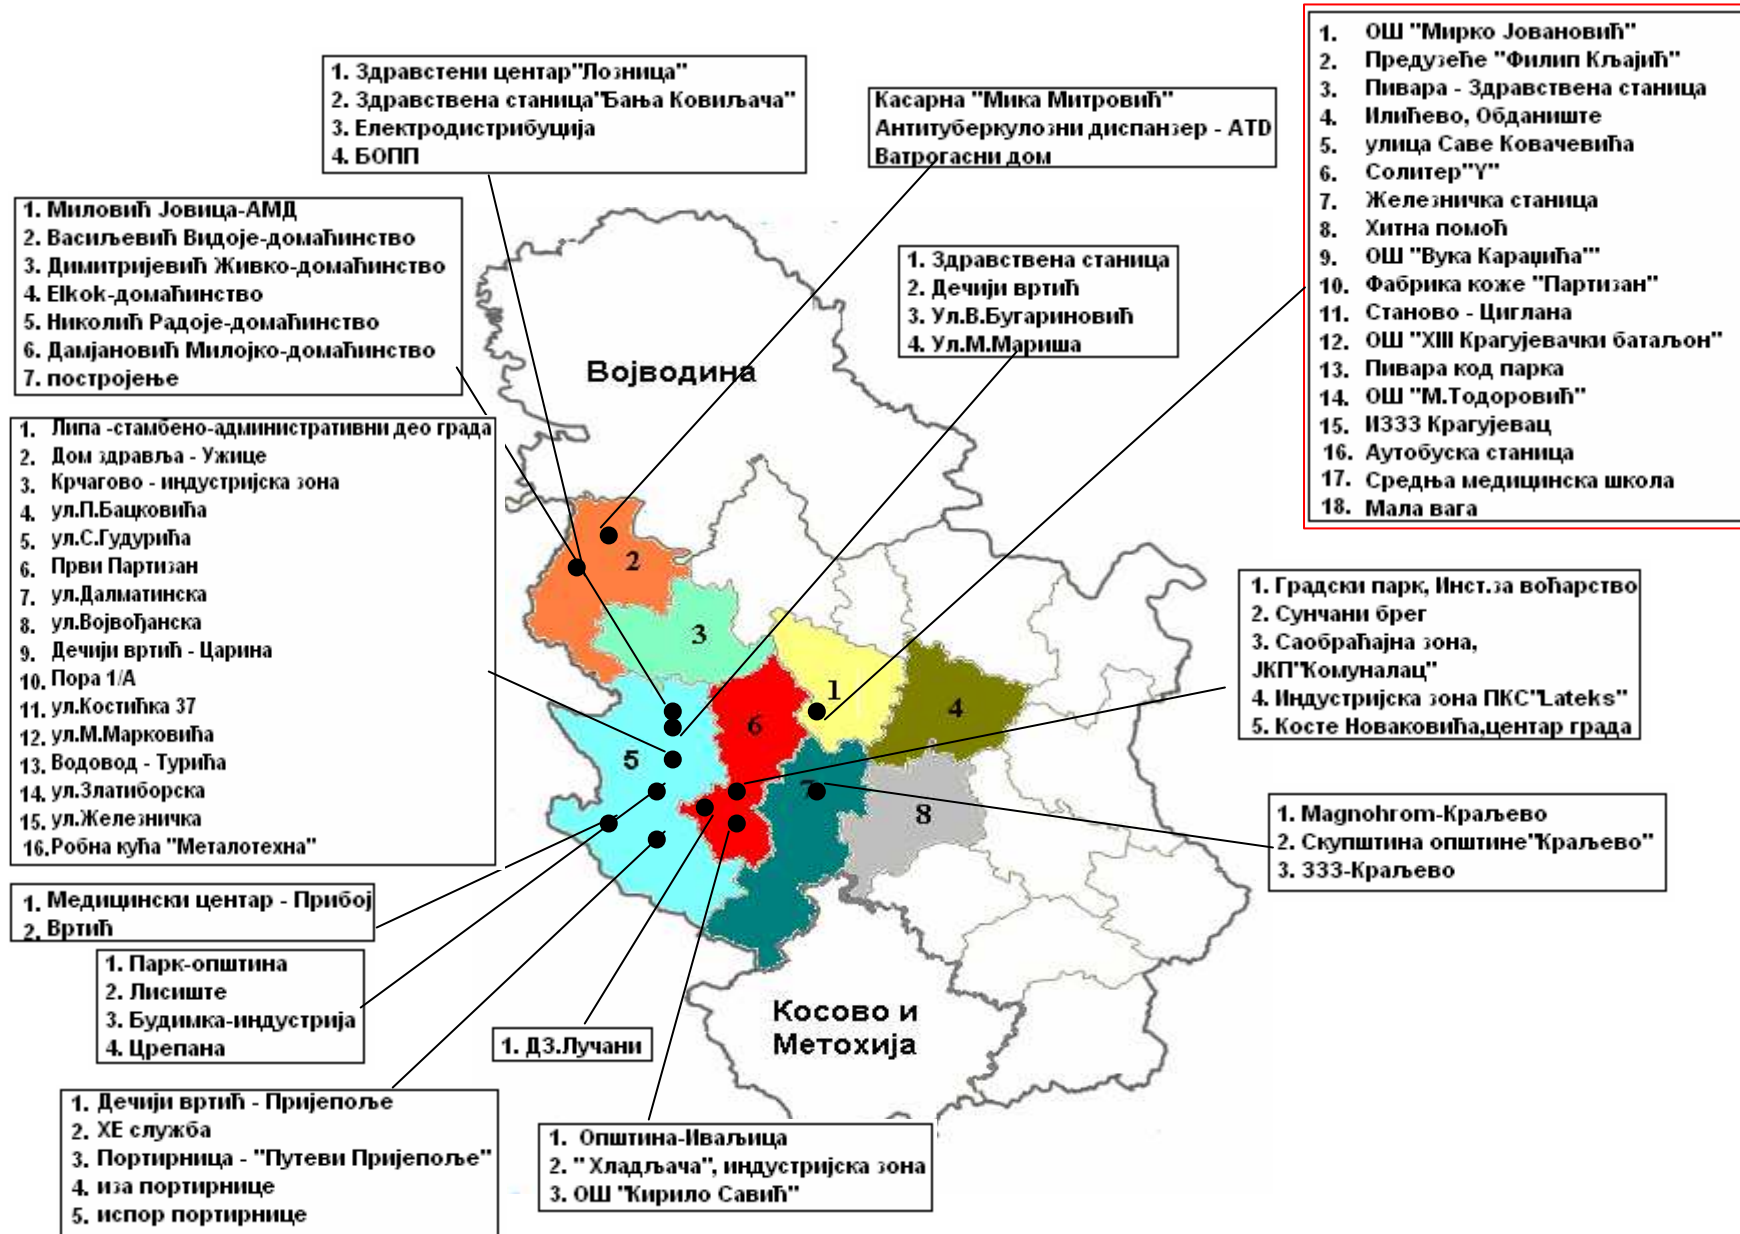 1. Здравстени центар"Лозница"
2. Здравствена станица"Бања Ковиљача"
3. Електродистрибуција
4. БОПП
Касарна "Мика Митровић"
Антитуберкулозни диспанзер - ATD
Ватрогасни дом
1. ОШ "Мирко Јовановић"
2. Предузеће "Филип Кљајић"
3. Пивара - Здравствена станица
4. Илићево, Обданиште
5. улица Саве Ковачевића
6. Солитер"Y"
7. Железничка станица
8. Хитна помоћ
9. ОШ "Вука Караџића'"
10. Фабрика коже "Партизан"
11. Станово - Циглана
12. ОШ "XIII Крагујевачки батаљон"
13. Пивара код парка
14. ОШ "М.Тодоровић"
15. ИЗЗЗ Крагујевац
16. Аутобуска станица
17. Средња медицинска школа
18. Мала вага
1. Миловић Јовица-АМД
2. Васиљевић Видоје-домаћинство
3. Димитријевић Живко-домаћинство
4. Elkok-домаћинство
5. Николић Радоје-домаћинство
6. Дамјановић Милојко-домаћинство
7. постројење
1. Здравствена станица
2. Дечији вртић
3. Ул.В.Бугариновић
4. Ул.М.Мариша
Војводина
1. Липа -стамбено-административни део града
2. Дом здравља - Ужице
3. Крчагово - индустријска зона
4. ул.П.Бацковића
5. ул.С.Гудурића
6. Први Партизан
7. ул.Далматинска
8. ул.Војвођанска
9. Дечији вртић - Царина
10. Пора 1/А
11. ул.Костићка 37
12. ул.М.Марковића
13. Водовод - Турића
14. ул.Златиборска
15. ул.Железничка
16. Робна кућа "Металотехна"
2
3
1
4
6
5
7
8
1. Градски парк, Инст.за воћарство
2. Сунчани брег
3. Саобраћајна зона,
ЈКП"Комуналац"
4. Индустријска зона ПКС"Lateks"
5. Косте Новаковића,центар града
1. Magnohrom-Краљево
2. Скупштина општине"Краљево"
3. ЗЗЗ-Краљево
1. Медицински центар - Прибој
2. Вртић
1. Парк-општина
2. Лисиште
3. Будимка-индустрија
4. Црепана
Косово и
Метохија
1. ДЗ.Лучани
1. Дечији вртић - Пријепоље
2. ХЕ служба
3. Портирница - "Путеви Пријепоље"
4. иза портирнице
5. испор портирнице
1. Општина-Иваљица
2. " Хладљача", индустријска зона
3. ОШ "Кирило Савић"